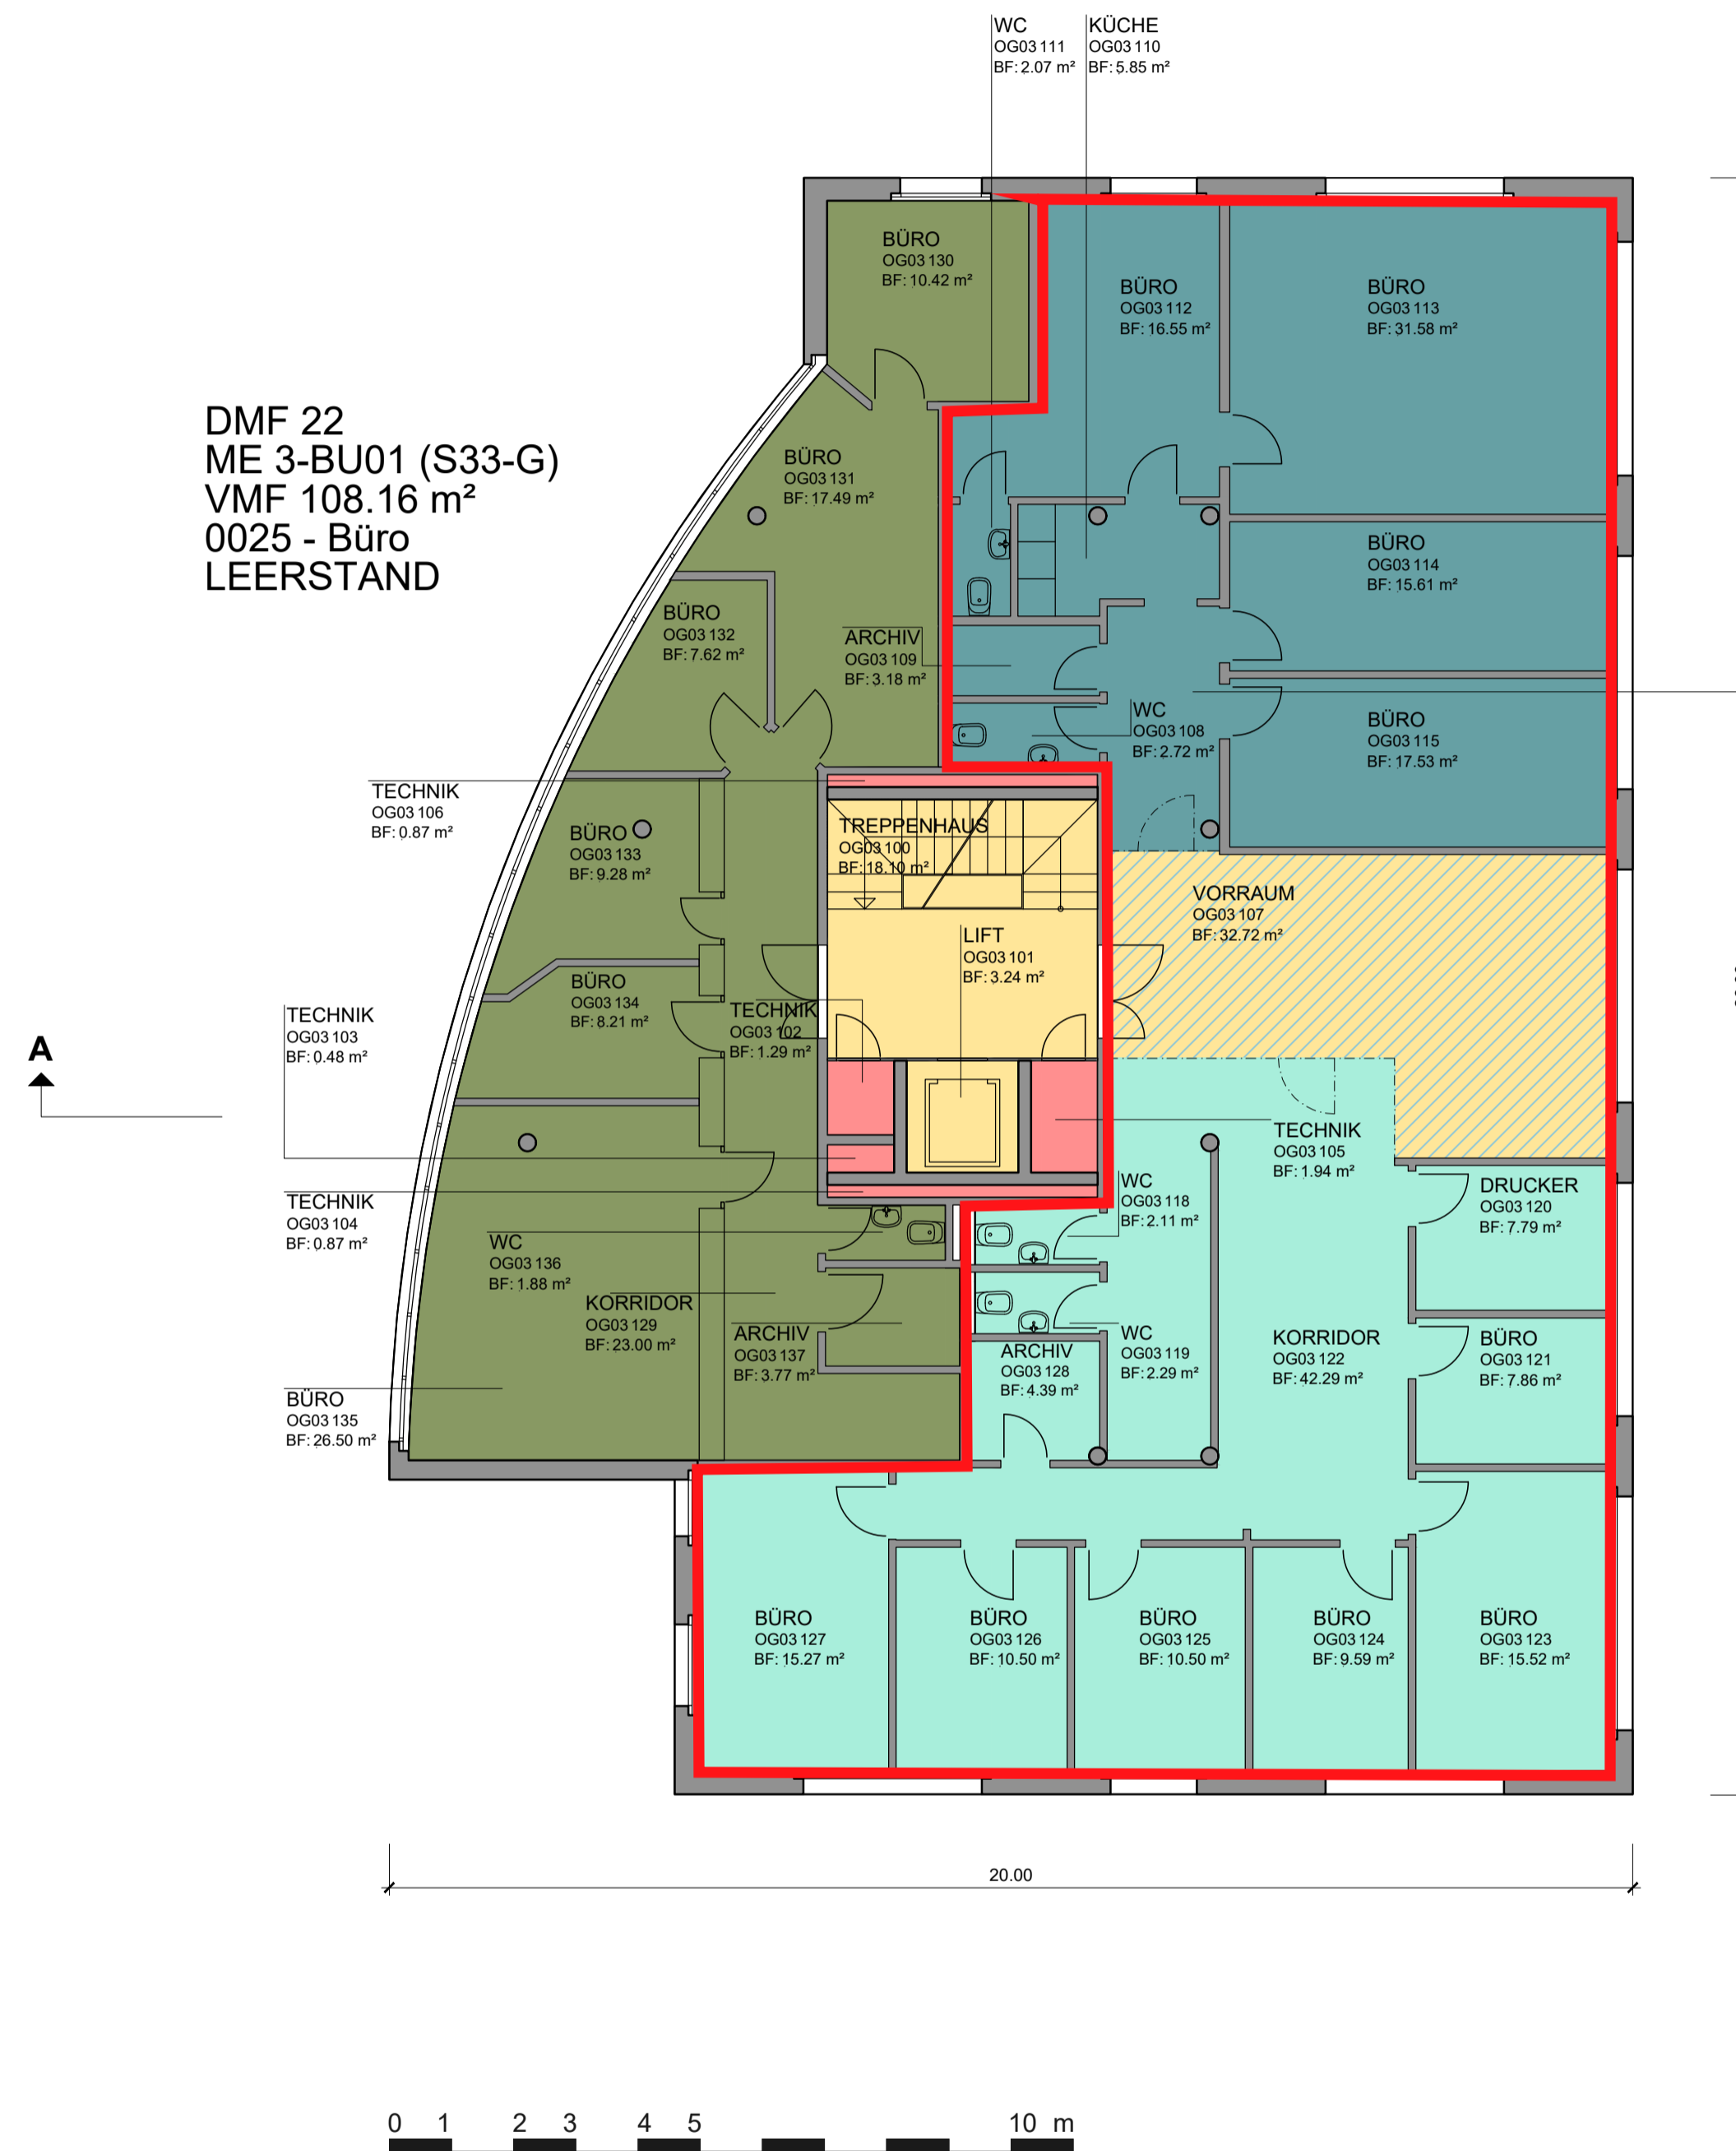 WC
OG03 111
BF: 2.07 m²
KÜCHE
OG03 110
BF: 5.85 m²
BÜRO
OG03 130
BF: 10.42 m²
BÜRO
OG03 112
BF: 16.55 m²
BÜRO
OG03 113
BF: 31.58 m²
DMF 22
ME 3-BU01 (S33-G)
VMF 108.16 m²
0025 - Büro
LEERSTAND
BÜRO
OG03 131
BF: 17.49 m²
BÜRO
OG03 114
BF: 15.61 m²
BÜRO
OG03 132
BF: 7.62 m²
ARCHIV
OG03 109
BF: 3.18 m²
WC
OG03 108
BF: 2.72 m²
BÜRO
OG03 115
BF: 17.53 m²
TECHNIK
OG03 106
BF: 0.87 m²
BÜRO
OG03 133
BF: 9.28 m²
TREPPENHAUS
OG03 100
BF: 18.10 m²
VORRAUM
OG03 107
BF: 32.72 m²
LIFT
OG03 101
BF: 3.24 m²
BÜRO
OG03 134
BF: 8.21 m²
TECHNIK
OG03 102
BF: 1.29 m²
TECHNIK
OG03 103
BF: 0.48 m²
A
TECHNIK
OG03 105
BF: 1.94 m²
WC
OG03 118
BF: 2.11 m²
DRUCKER
OG03 120
BF: 7.79 m²
TECHNIK
OG03 104
BF: 0.87 m²
WC
OG03 136
BF: 1.88 m²
KORRIDOR
OG03 129
BF: 23.00 m²
ARCHIV
OG03 137
BF: 3.77 m²
ARCHIV
OG03 128
BF: 4.39 m²
WC
OG03 119
BF: 2.29 m²
KORRIDOR
OG03 122
BF: 42.29 m²
BÜRO
OG03 121
BF: 7.86 m²
BÜRO
OG03 135
BF: 26.50 m²
BÜRO
OG03 127
BF: 15.27 m²
BÜRO
OG03 126
BF: 10.50 m²
BÜRO
OG03 125
BF: 10.50 m²
BÜRO
OG03 124
BF: 9.59 m²
BÜRO
OG03 123
BF: 15.52 m²
20.00
0 1 2 3 4 5 10 m